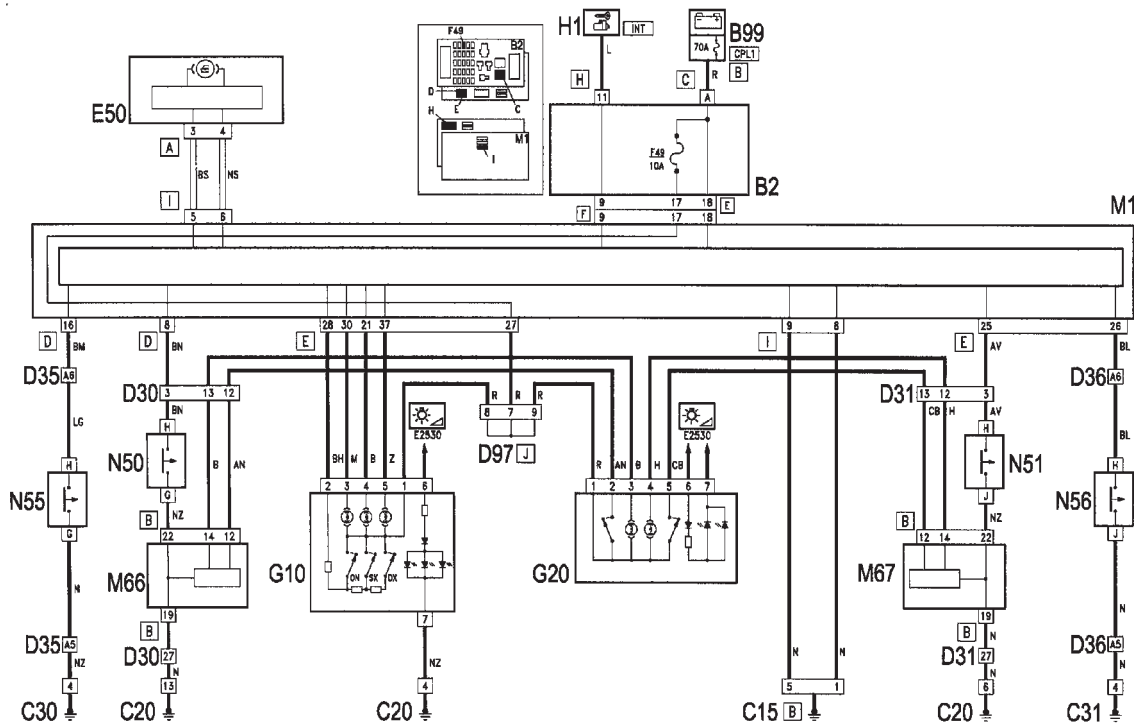 H1
INT
L
H
11
B99
70A
CPL1
B
C
R
A
F49
B2
D
E
C
H
M1
I
E50
3 4
A
BS NS
I
5 6
F49
10A
B2
9 17 18
F
E
9 17 18
M1
16
8
28 30 21 37
27
9 8
25
26
D
D
E
I
E
BM
BN
AV
BL
D35 A6
D30 3 13 12
D31 13 12 3
D36 A6
R R R
8 7 9
D97 J
E2530
E2530
LG
BN
CB H
AV
BL
H
N50
G
B AN
BH M B Z
R AN B H CB
H
N51
J
H
N55
G
H
N56
J
NZ
NZ
2 3 4 5 1 6
1 2 3 4 5 6 7
B
22 14 12
M66
B
12 14 22
M67
G10
ON SX DX
G20
19
7
19
N
B
N
B
N
D35 A5
D30 27
D31 27
D36 A5
NZ
N
NZ
N N
N
N
4
13
4
5 1
6
4
C30
C20
C20
C15 B
C20
C31